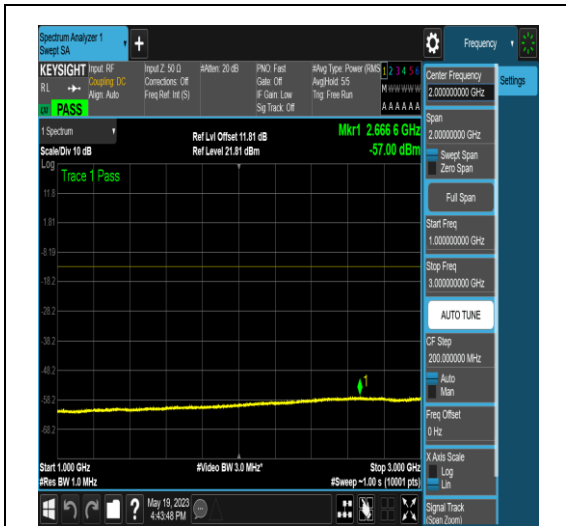 Spectrum Analyzer 1
Swept SA
Frequency
KEYSIGHT
RL
Input: RF
Coupling: DC
Align: Auto
Input Z: 50 Ω
Corrections: Off
Freq Ref: Int (S)
#Atten: 20 dB
PNO: Fast
Gate: Off
IF Gain: Low
Sig Track: Off
#Avg Type: Power (RMS
Avg|Hold: 5/5
Trig: Free Run
1 2 3 4 5 6
M W W W W W
A A A A A A
PASS
1 Spectrum
Scale/Div 10 dB
Ref Lvl Offset 11.81 dB
Ref Level 21.81 dBm
Mkr1 2.666 6 GHz
-57.00 dBm
Log
Trace 1 Pass
11.8
1.81
-8.19
-18.2
-28.2
-38.2
-48.2
-58.2
-68.2
1
Start 1.000 GHz
#Res BW 1.0 MHz
#Video BW 3.0 MHz*
Stop 3.000 GHz
#Sweep ~1.00 s (10001 pts)
May 19, 2023
4:43:48 PM
Settings
Center Frequency
2.000000000 GHz
Span
2.00000000 GHz
Swept Span
Zero Span
Full Span
Start Freq
1.000000000 GHz
Stop Freq
3.000000000 GHz
AUTO TUNE
CF Step
200.000000 MHz
Auto
Man
Freq Offset
0 Hz
X Axis Scale
Log
Lin
Signal Track
(Span Zoom)